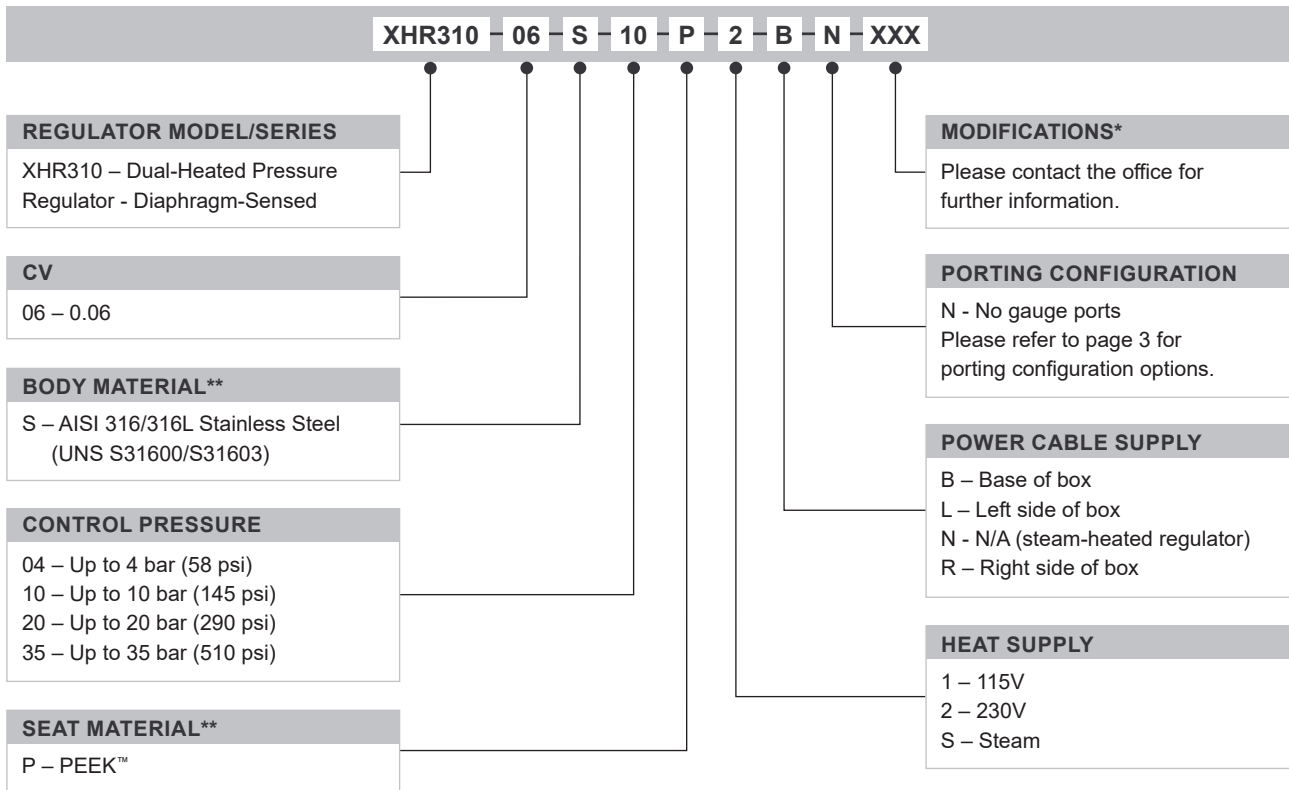 XHR310 - 06 - S - 10 - P - 2 - B - N - XXX
REGULATOR MODEL/SERIES
XHR310 – Dual-Heated Pressure
Regulator - Diaphragm-Sensed
CV
06 – 0.06
BODY MATERIAL**
S – AISI 316/316L Stainless Steel
(UNS S31600/S31603)
CONTROL PRESSURE
04 – Up to 4 bar (58 psi)
10 – Up to 10 bar (145 psi)
20 – Up to 20 bar (290 psi)
35 – Up to 35 bar (510 psi)
SEAT MATERIAL**
P – PEEK™
MODIFICATIONS*
Please contact the office for
further information.
PORTING CONFIGURATION
N - No gauge ports
Please refer to page 3 for
porting configuration options.
POWER CABLE SUPPLY
B – Base of box
L – Left side of box
N - N/A (steam-heated regulator)
R – Right side of box
HEAT SUPPLY
1 – 115V
2 – 230V
S – Steam